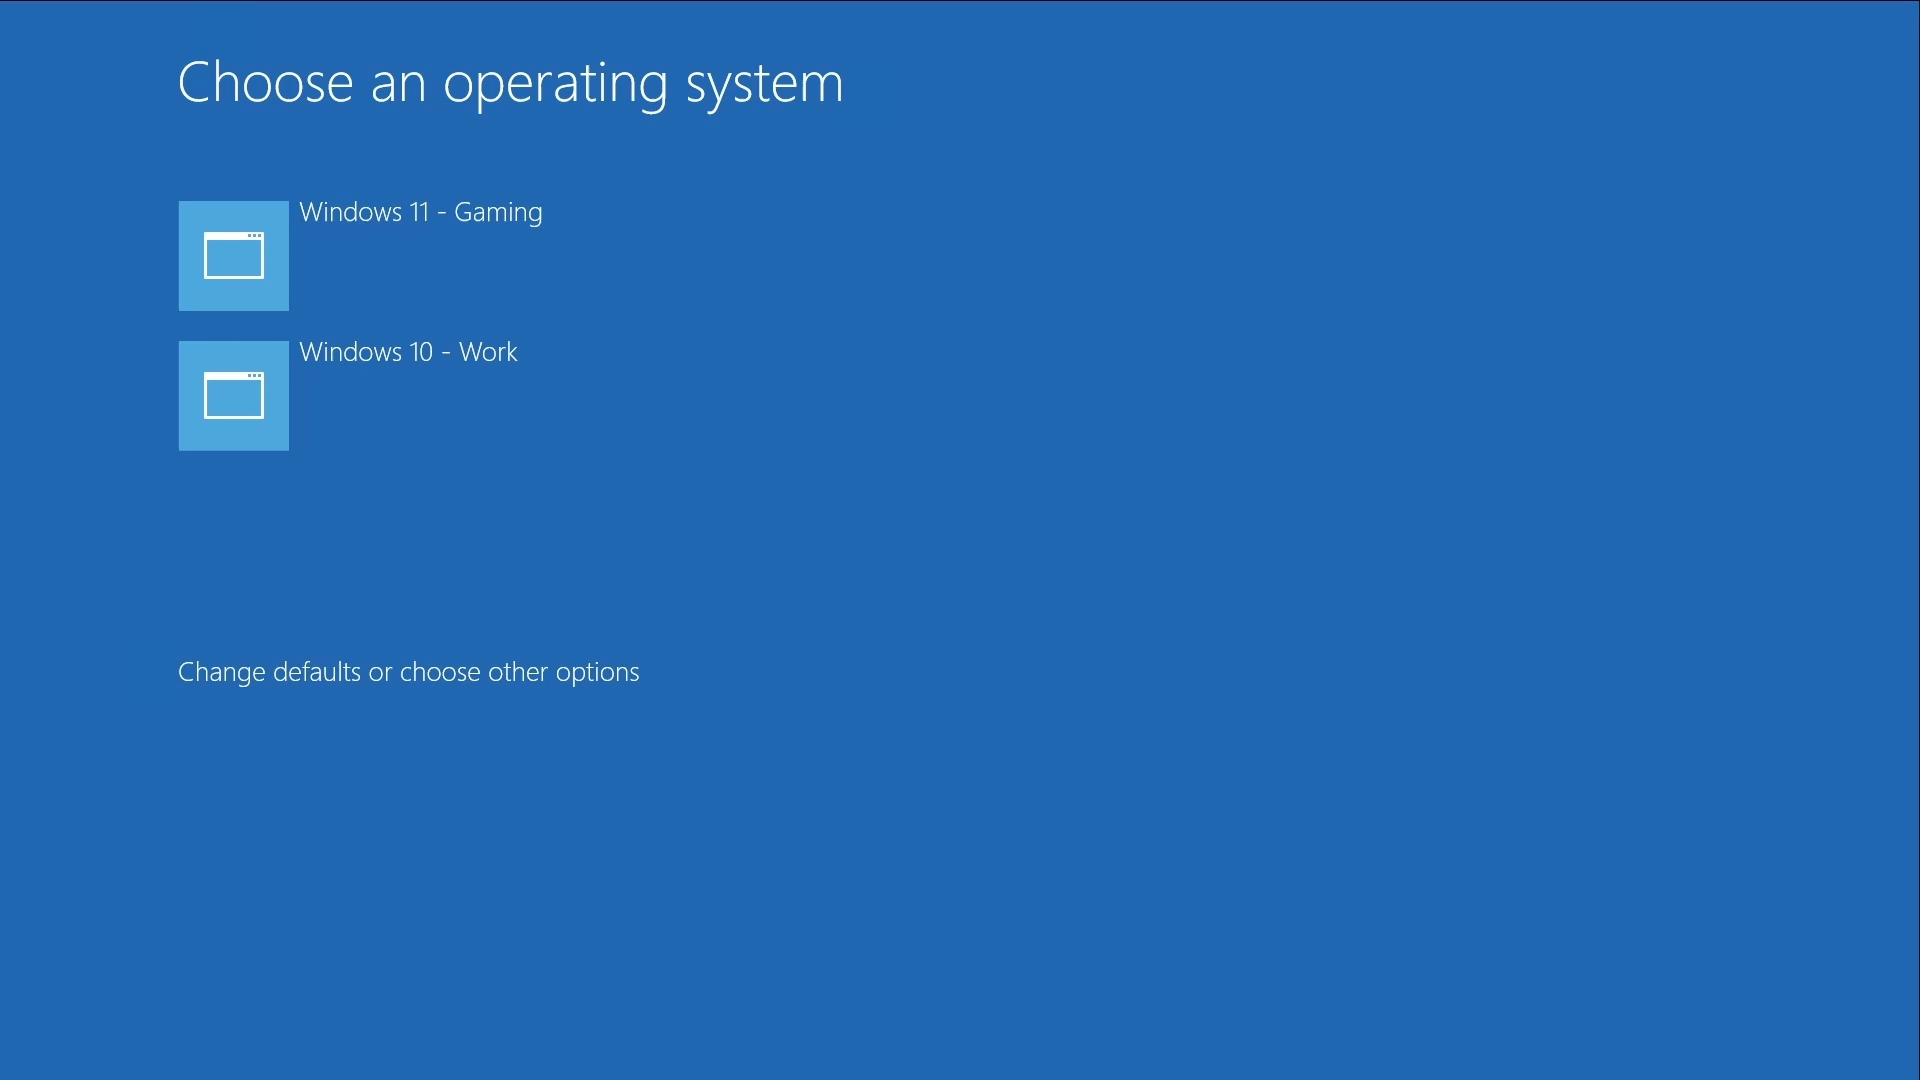 Choose an operating system
Windows 11 - Gaming
Windows 10 - Work
Change defaults or choose other options